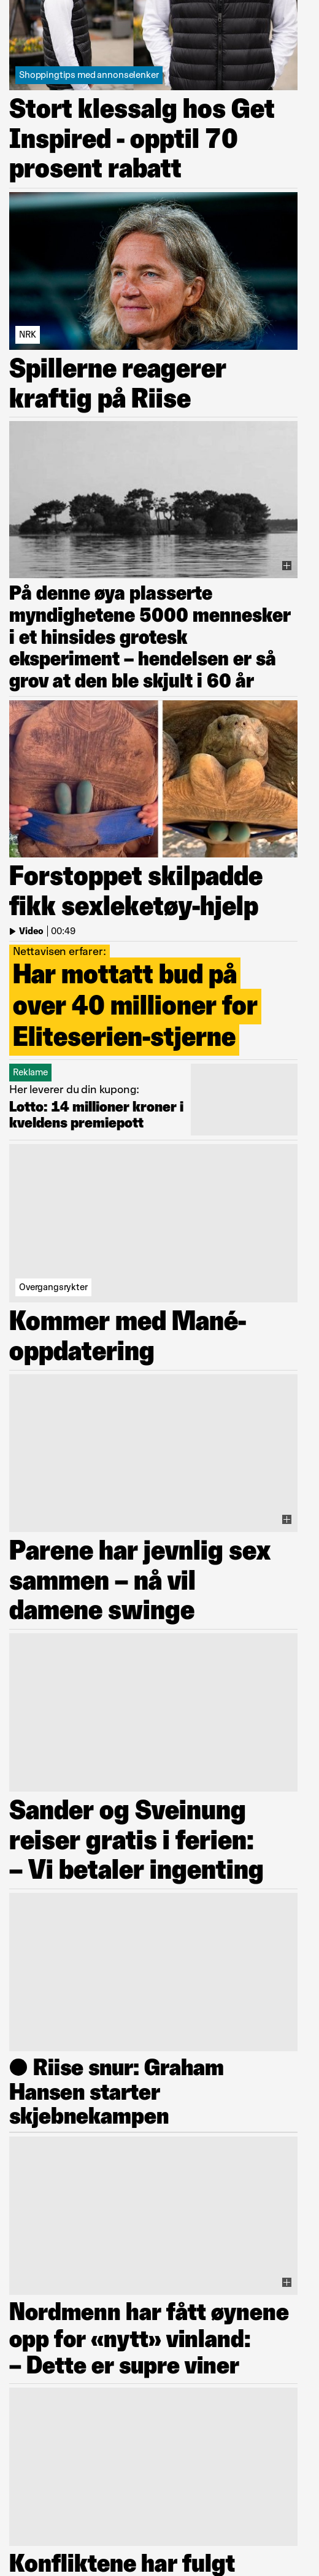 Shoppingtips med annonselenker
Stort klessalg hos Get
Inspired - opptil 70
prosent rabatt
NRK
Spillerne reagerer
kraftig på Riise
På denne øya plasserte
myndighetene 5000 mennesker
i et hinsides grotesk
eksperiment – hendelsen er så
grov at den ble skjult i 60 år
Forstoppet skilpadde
fikk sexleketøy-hjelp
Video | 00:49
Nettavisen erfarer:
Har mottatt bud på
over 40 millioner for
Eliteserien-stjerne
Reklame
Her leverer du din kupong:
Lotto: 14 millioner kroner i
kveldens premiepott
Overgangsrykter
Kommer med Mané-
oppdatering
Parene har jevnlig sex
sammen – nå vil
damene swinge
Sander og Sveinung
reiser gratis i ferien:
– Vi betaler ingenting
● Riise snur: Graham
Hansen starter
skjebnekampen
Nordmenn har fått øynene
opp for «nytt» vinland:
– Dette er supre viner
Konfliktene har fulgt